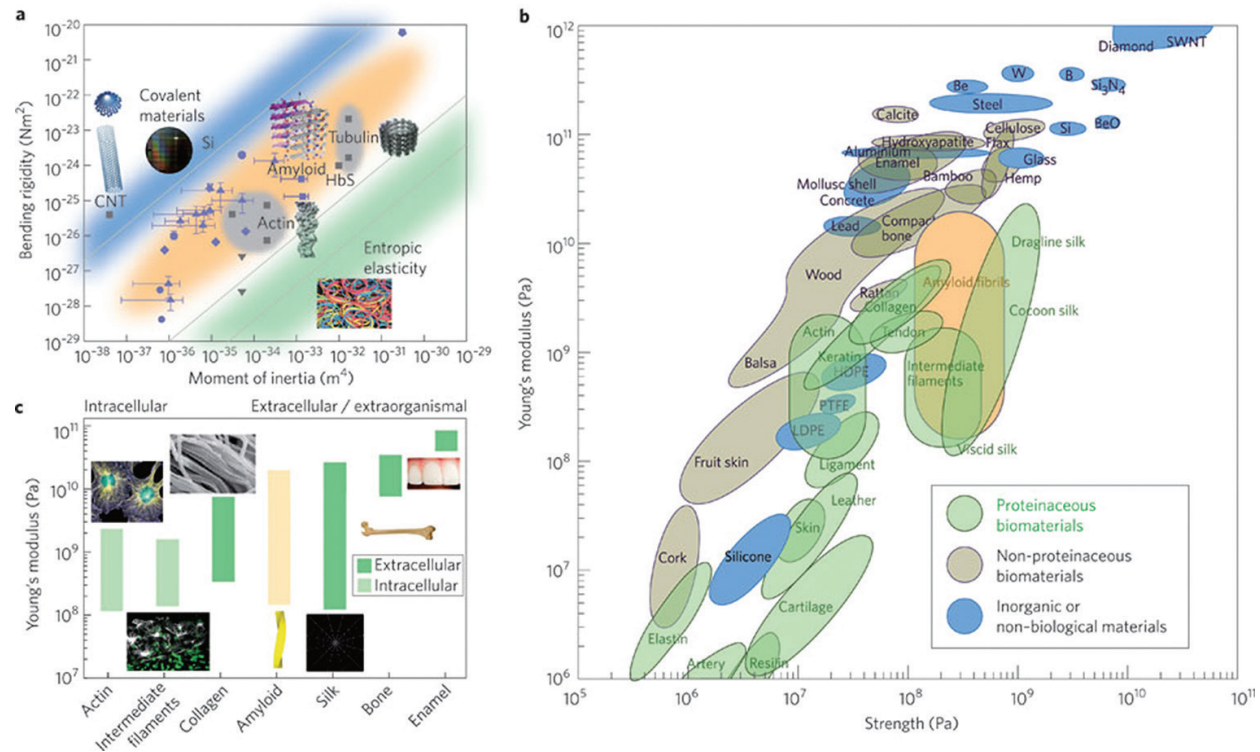 a
10⁻²⁰
10⁻²¹
10⁻²²
10⁻²³
10⁻²⁴
10⁻²⁵
10⁻²⁶
10⁻²⁷
10⁻²⁸
10⁻²⁹
Bending rigidity (Nm²)
Covalent
materials
Si
CNT
Amyloid
Tubulin
HbS
Actin
Entropic
elasticity
10⁻³⁸
10⁻³⁷
10⁻³⁶
10⁻³⁵
10⁻³⁴
10⁻³³
10⁻³²
10⁻³¹
10⁻³⁰
10⁻²⁹
Moment of inertia (m⁴)
b
10¹²
10¹¹
10¹⁰
10⁹
10⁸
10⁷
10⁶
Young's modulus (Pa)
Diamond
SWNT
Be
W
B
Si₃N₄
Steel
Calcite
Cellulose
Si
BeO
Hydroxyapatite
Flax
Aluminium
Enamel
Glass
Bamboo
Hemp
Mollusc shell
Concrete
Lead
Compact
bone
Dragline silk
Wood
Rattan
Collagen
Amyloid fibrils
Cocoon silk
Actin
Tendon
Balsa
Keratin
HDPE
Intermediate
filaments
PTFE
LDPE
Viscid silk
Fruit skin
Ligament
Leather
Skin
Cork
Silicone
Cartilage
Elastin
Artery
Resilin
Proteinaceous
biomaterials
Non-proteinaceous
biomaterials
Inorganic or
non-biological materials
10⁵
10⁶
10⁷
10⁸
10⁹
10¹⁰
10¹¹
Strength (Pa)
c
Intracellular
Extracellular / extraorganismal
10¹¹
10¹⁰
10⁹
10⁸
10⁷
Young's modulus (Pa)
Extracellular
Intracellular
Actin
Intermediate
filaments
Collagen
Amyloid
Silk
Bone
Enamel